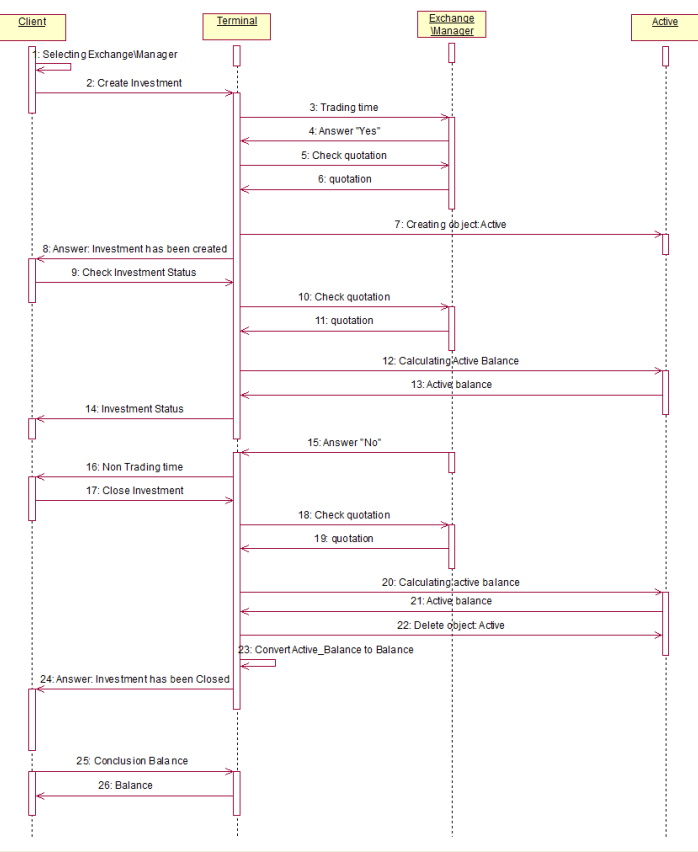 Client
Terminal
Exchange
\Manager
Active
1: Selecting Exchange\Manager
2: Create Investment
3: Trading time
4: Answer "Yes"
5: Check quotation
6: quotation
7: Creating object:Active
8: Answer: Investment has been created
9: Check Investment Status
10: Check quotation
11: quotation
12: Calculating Active Balance
13: Active balance
14: Investment Status
15: Answer "No"
16: Non Trading time
17: Close Investment
18: Check quotation
19: quotation
20: Calculating active balance
21: Active balance
22: Delete object: Active
23: Convert Active_Balance to Balance
24: Answer: Investment has been Closed
25: Conclusion Balance
26: Balance